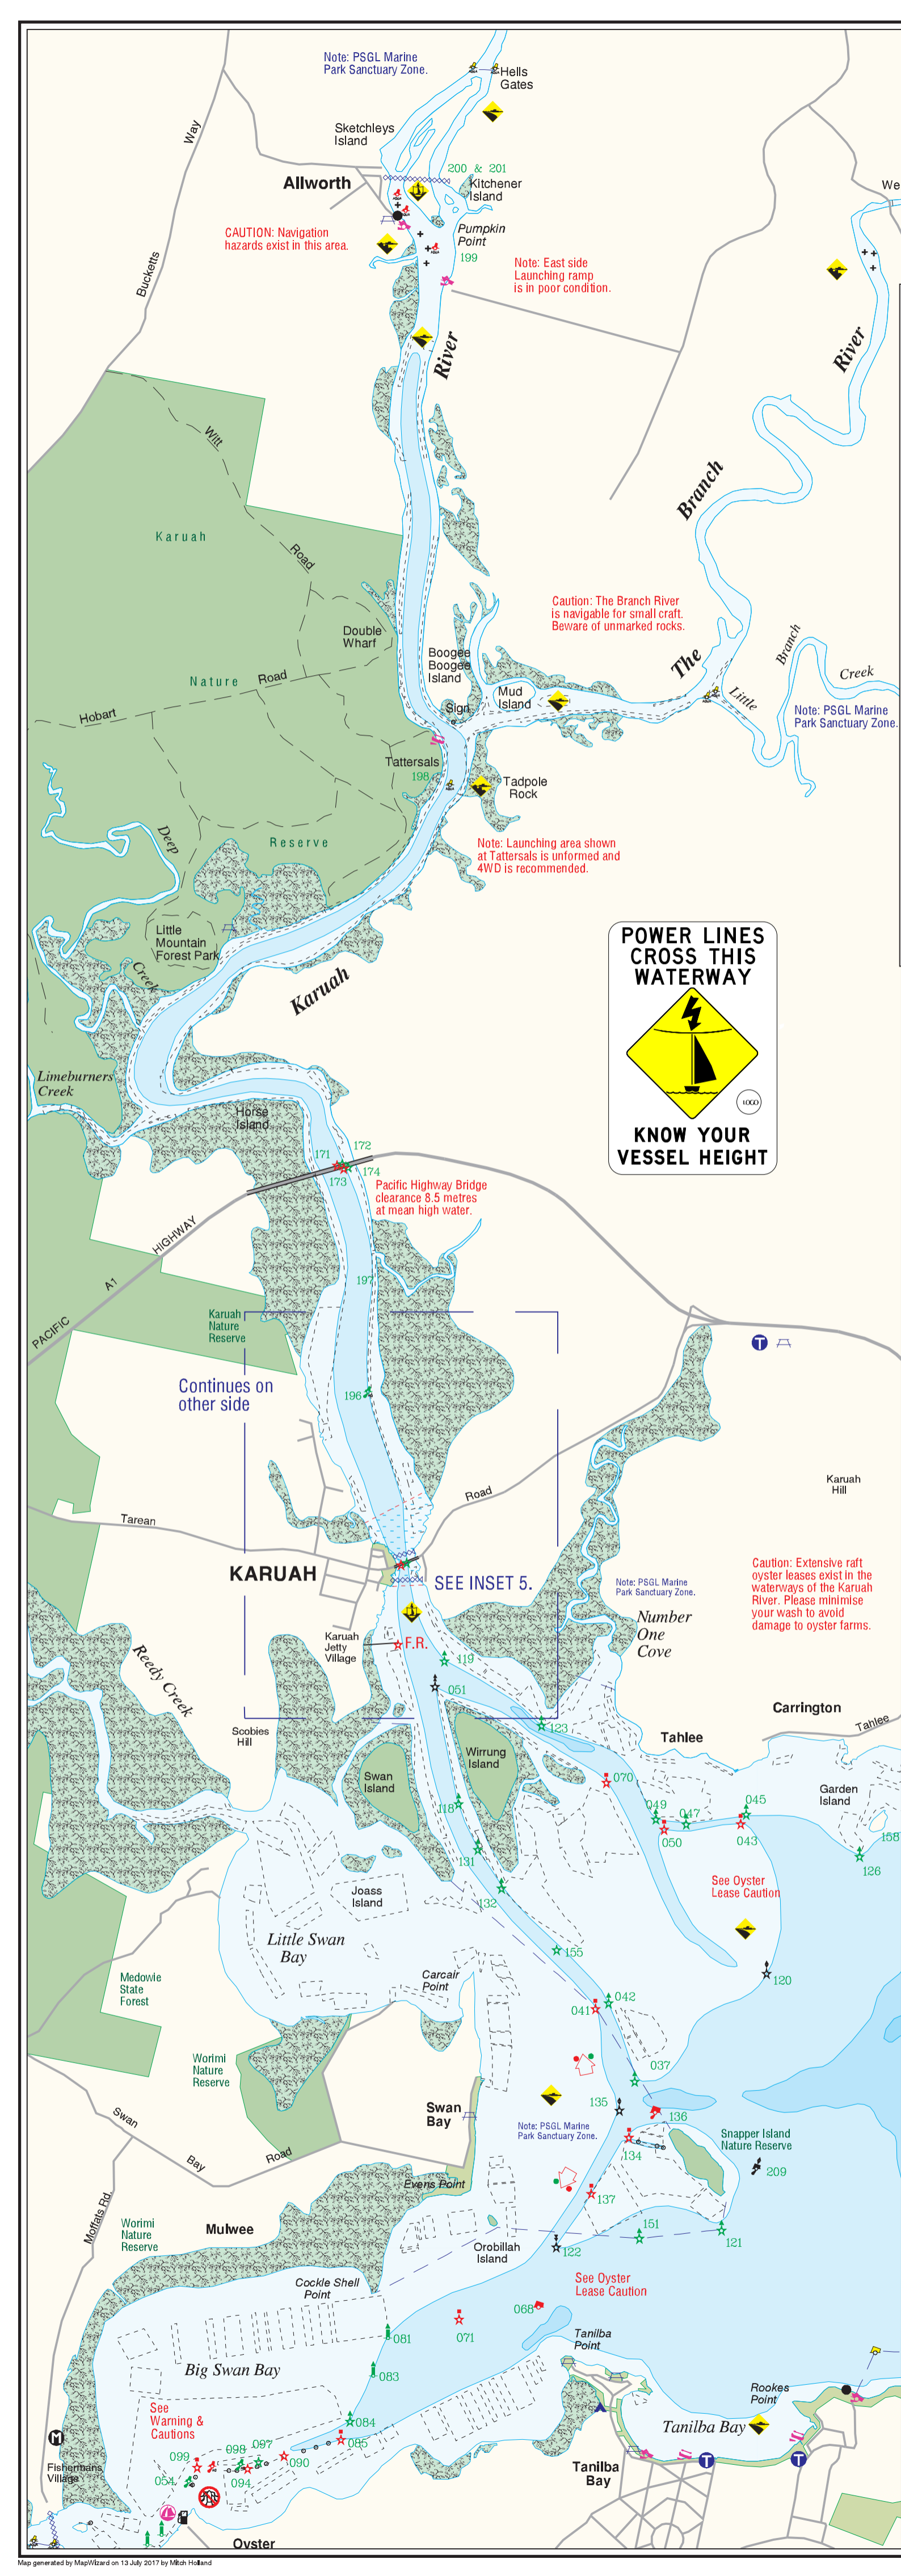 Note: PSGL Marine
Park Sanctuary Zone.
Hells
Gates
Sketchleys
Island
Way
200 & 201
Allworth
Kitchener
Island
We
CAUTION: Navigation
hazards exist in this area.
Pumpkin
Point
199
Note: East side
Launching ramp
is in poor condition.
Bucketts
River
River
Witt
Branch
Karuah
Road
Caution: The Branch River
is navigable for small craft.
Beware of unmarked rocks.
Double
Wharf
Boogee
Boogee
Island
The
Branch
Creek
Nature
Road
Mud
Island
Little
Hobart
Sign
Note: PSGL Marine
Park Sanctuary Zone.
Tattersals
198
Tadpole
Rock
Deep
Reserve
Note: Launching area shown
at Tattersals is unformed and
4WD is recommended.
Little
Mountain
Forest Park
Creek
Karuah
POWER LINES
CROSS THIS
WATERWAY
LOGO
KNOW YOUR
VESSEL HEIGHT
Limeburners
Creek
Horse
Island
172
171
174
173
Pacific Highway Bridge
clearance 8.5 metres
at mean high water.
HIGHWAY
A1
PACIFIC
197
Karuah
Nature
Reserve
T
Continues on
other side
196
Road
Karuah
Hill
Tarean
KARUAH
SEE INSET 5.
Caution: Extensive raft
oyster leases exist in the
waterways of the Karuah
River. Please minimise
your wash to avoid
damage to oyster farms.
Note: PSGL Marine
Park Sanctuary Zone.
Number
One
Cove
Karuah
Jetty
Village
F.R.
119
Reedy Creek
051
Carrington
Tahlee
123
Scobies
Hill
Tahlee
Wirrung
Island
Swan
Island
070
Garden
Island
118
049
047
045
050
043
158
131
126
See Oyster
Lease Caution
Joass
Island
132
Little Swan
Bay
155
Carcair
Point
120
Medowie
State
Forest
041
042
Worimi
Nature
Reserve
037
135
136
Swan
Bay
Swan
Note: PSGL Marine
Park Sanctuary Zone.
134
Snapper Island
Nature Reserve
209
Bay
Road
Evens Point
137
Moffats Rd.
Worimi
Nature
Reserve
Mulwee
151
121
Orobillah
Island
122
Cockle Shell
Point
See Oyster
Lease Caution
068
071
Tanilba
Point
081
Big Swan Bay
083
Rookes
Point
See
Warning &
Cautions
084
Tanilba Bay
085
M
097
098
099
090
Fishermans
Village
094
054
Tanilba
Bay
T
T
Oyster
Map generated by MapWizard on 13 July 2017 by Mitch Holland